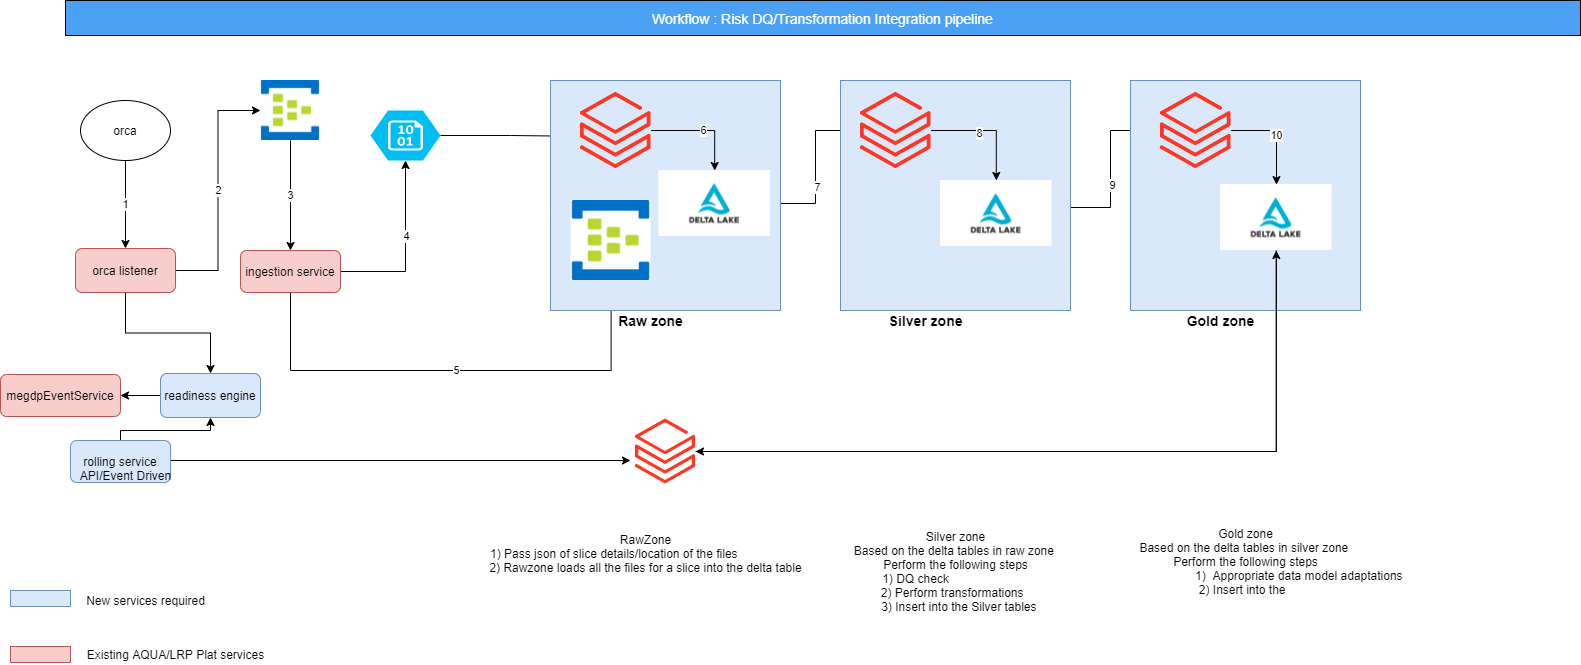 Workflow : Risk DQ/Transformation Integration pipeline
orca
1
2
3
4
10
01
6
DELTA LAKE
7
8
DELTA LAKE
9
10
DELTA LAKE
orca listener
ingestion service
Raw zone
Silver zone
Gold zone
5
megdpEventService
readiness engine
rolling service
API/Event Driven
RawZone
1) Pass json of slice details/location of the files
2) Rawzone loads all the files for a slice into the delta table
Silver zone
Based on the delta tables in raw zone
Perform the following steps
1) DQ check
2) Perform transformations
3) Insert into the Silver tables
Gold zone
Based on the delta tables in silver zone
Perform the following steps
1) Appropriate data model adaptations
2) Insert into the
New services required
Existing AQUA/LRP Plat services